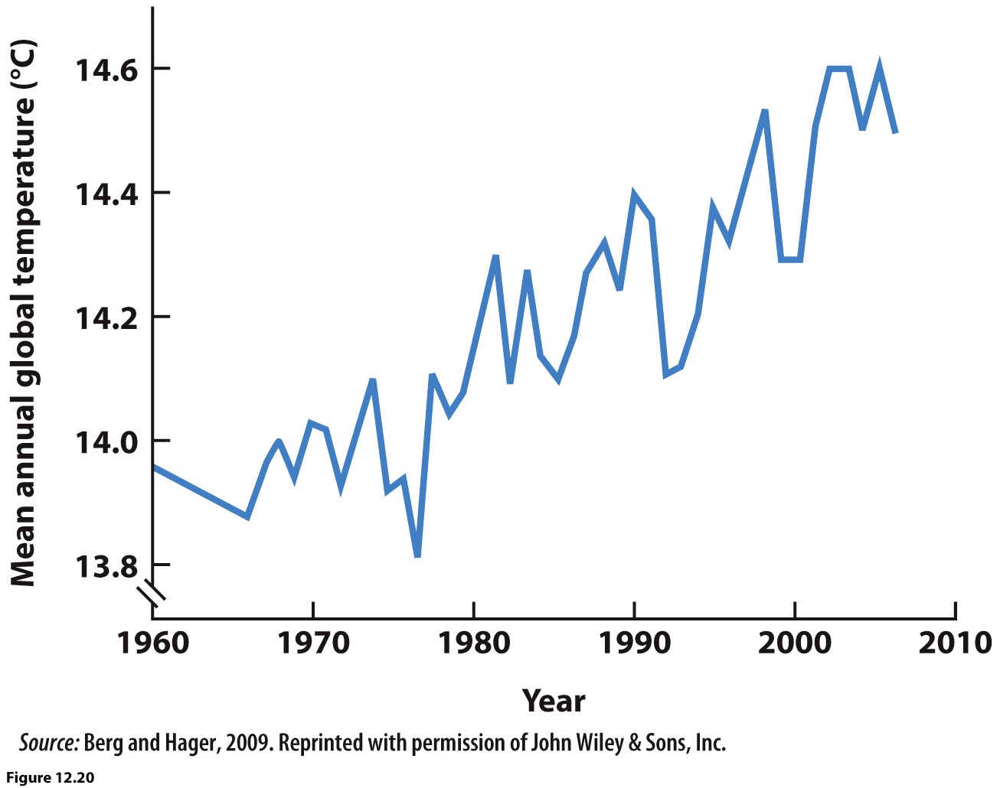 Mean annual global temperature (°C)
14.6
14.4
14.2
14.0
13.8
1960 1970 1980 1990 2000 2010
Year
Source: Berg and Hager, 2009. Reprinted with permission of John Wiley & Sons, Inc.
Figure 12.20